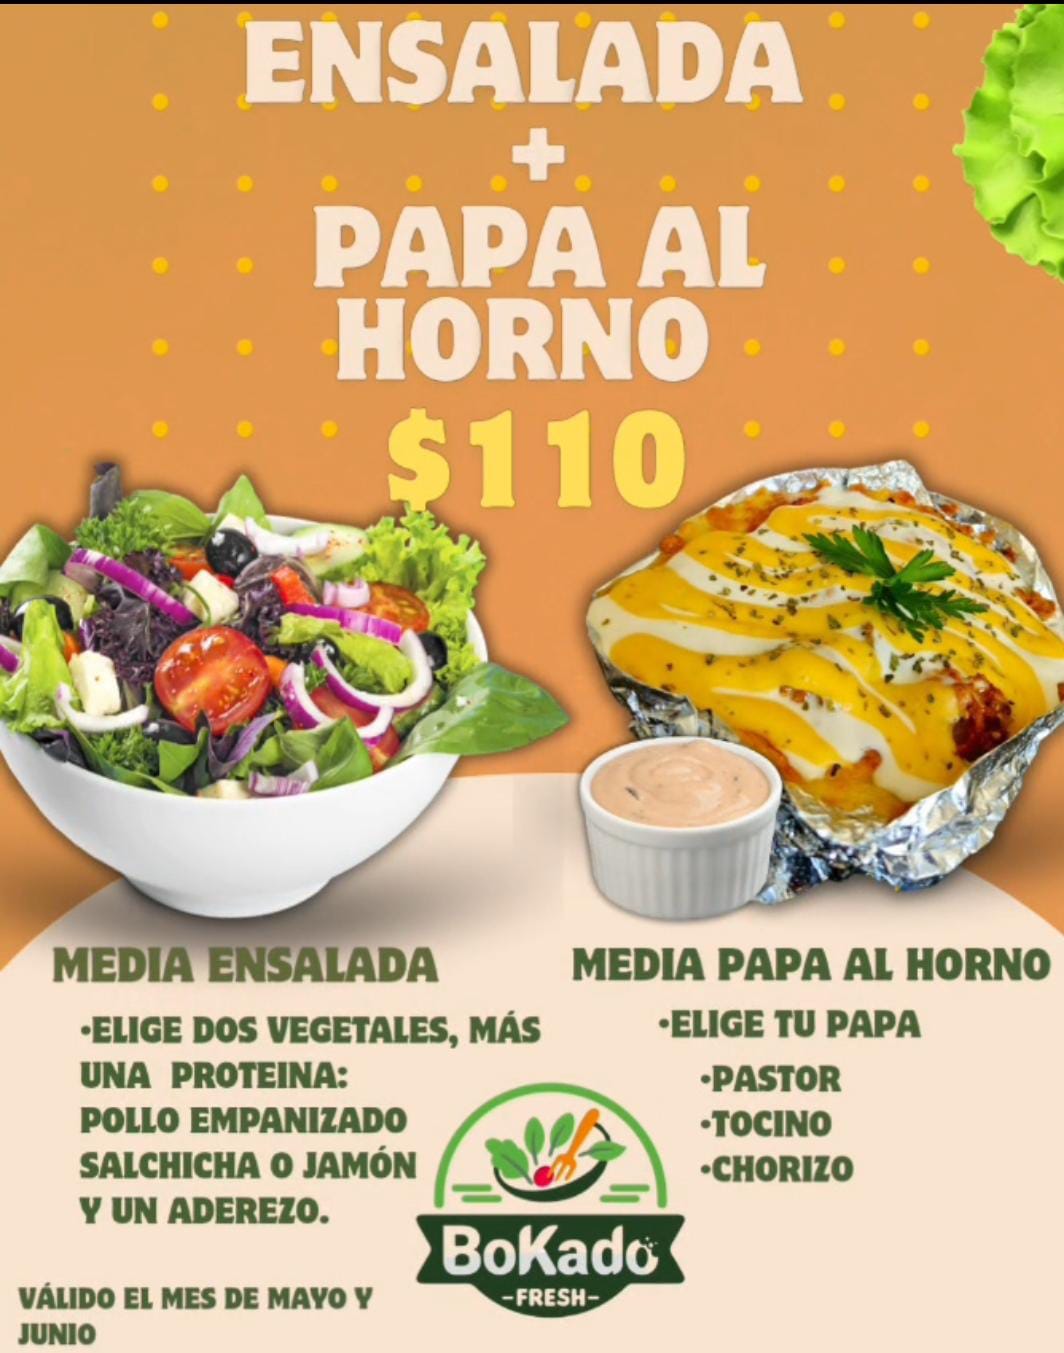 ENSALADA
+
PAPA AL
HORNO
$110
MEDIA ENSALADA
•ELIGE DOS VEGETALES, MÁS
UNA PROTEINA:
POLLO EMPANIZADO
SALCHICHA O JAMÓN
Y UN ADEREZO.
MEDIA PAPA AL HORNO
•ELIGE TU PAPA
•PASTOR
•TOCINO
•CHORIZO
BoKado
-FRESH-
VÁLIDO EL MES DE MAYO Y
JUNIO